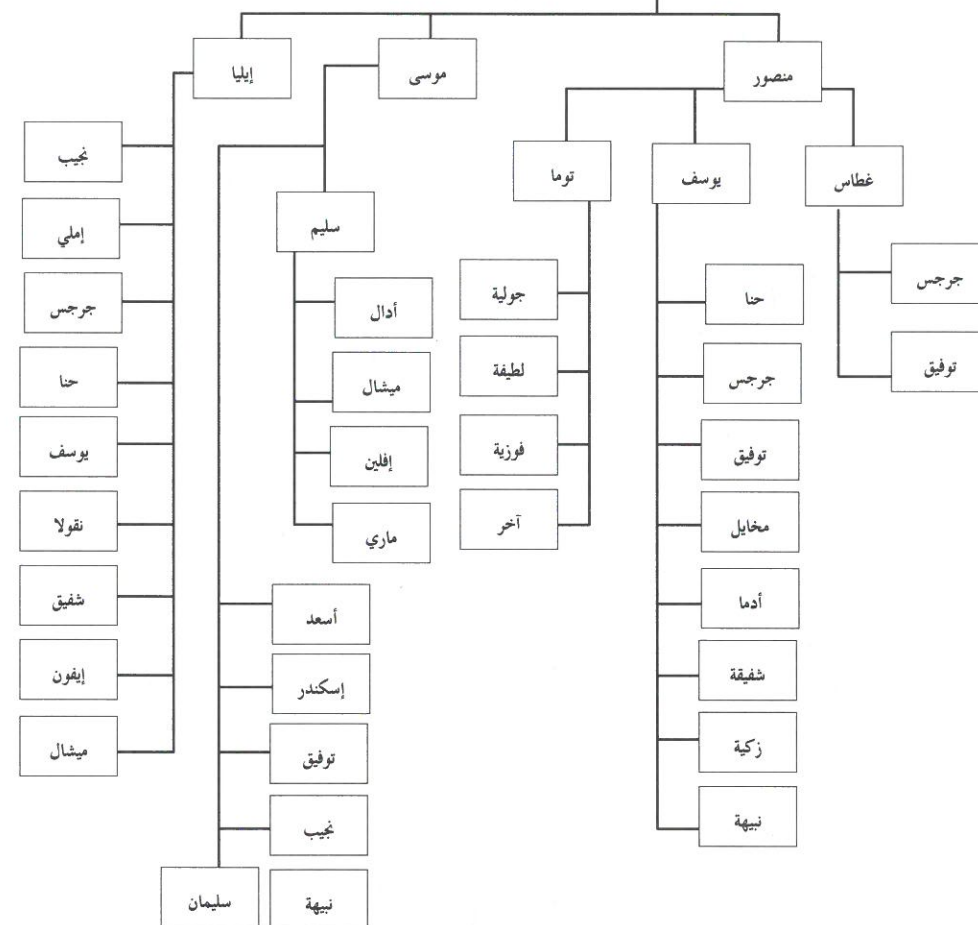 منصور
موسى
إيليا
غطاس
يوسف
توما
جرجس
توفيق
حنا
جرجس
توفيق
مخايل
أدما
شفيقة
زكية
نبيهة
جولية
لطيفة
فوزية
آخر
سليم
أدال
ميشال
إفلين
ماري
أسعد
إسكندر
توفيق
نجيب
نبيهة
سليمان
نجيب
إملي
جرجس
حنا
يوسف
نقولا
شفيق
إيفون
ميشال